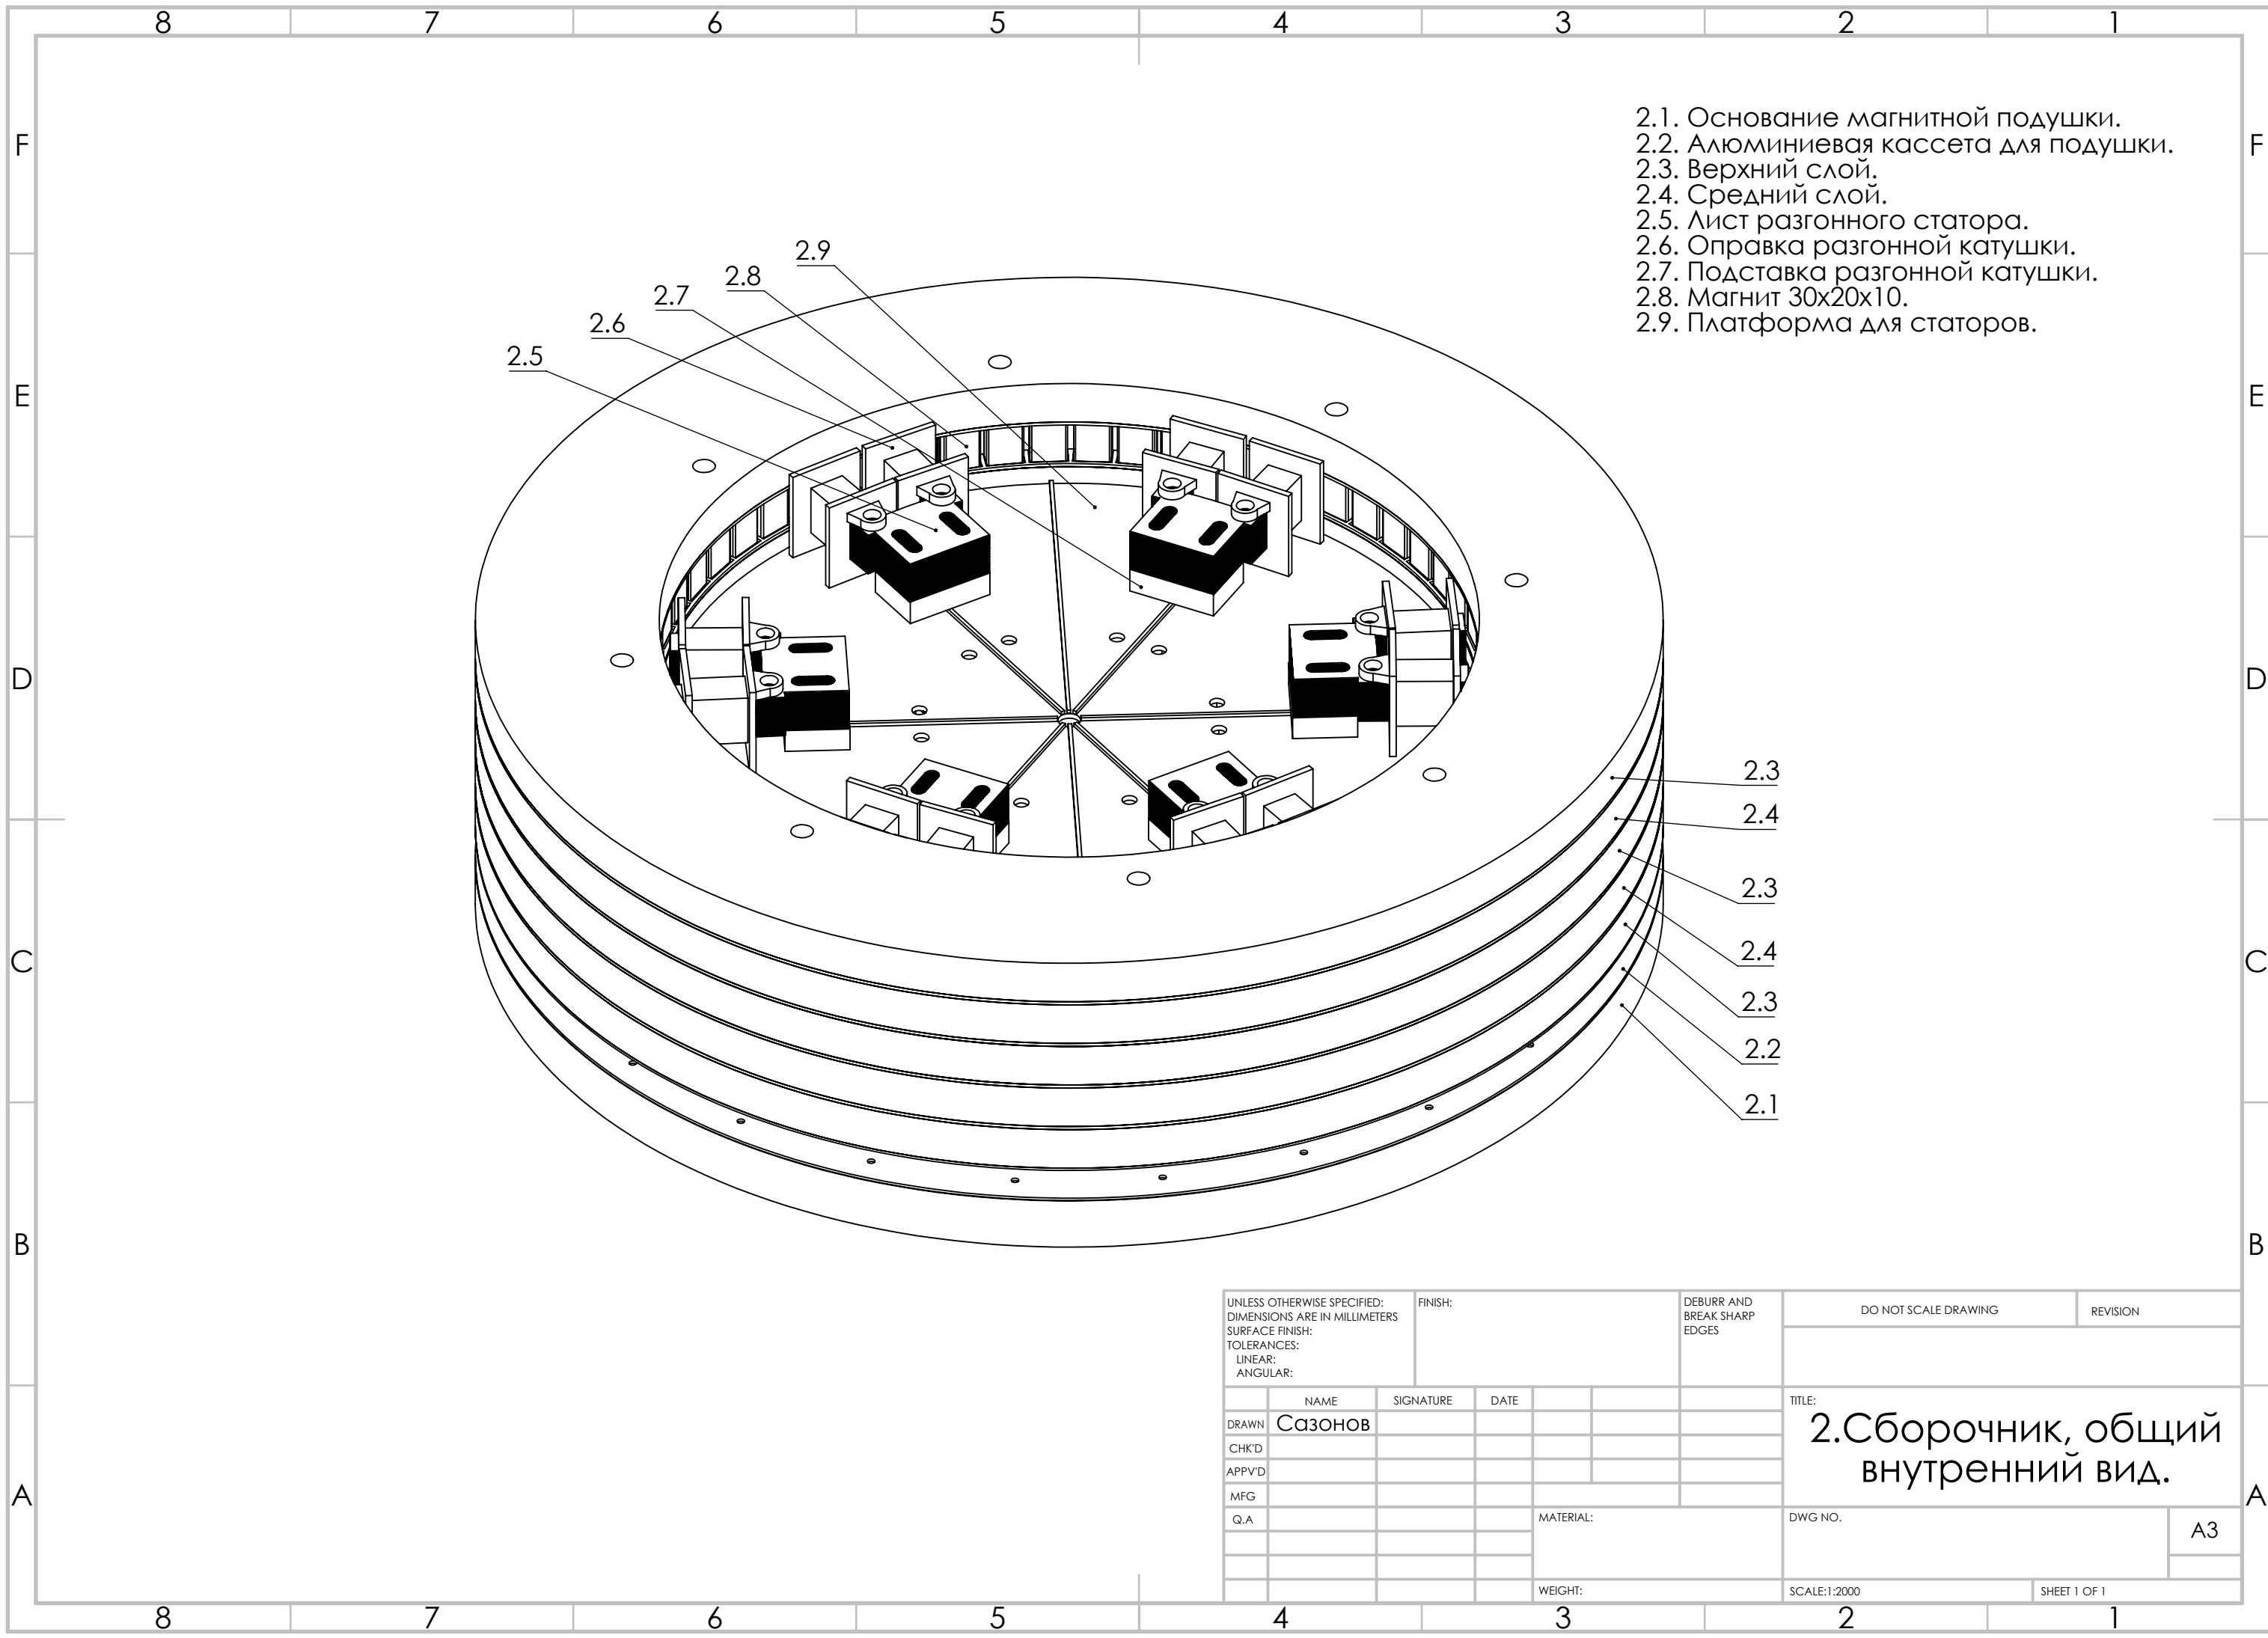 8 7 6 5 4 3 2 1
F F
2.1. Основание магнитной подушки.
2.2. Алюминиевая кассета для подушки.
2.3. Верхний слой.
2.4. Средний слой.
2.5. Лист разгонного статора.
2.6. Оправка разгонной катушки.
2.7. Подставка разгонной катушки.
2.8. Магнит 30x20x10.
2.9. Платформа для статоров.
2.9
2.8
2.7
2.6
2.5
E E
D D
2.3
2.4
2.3
2.4
C C
2.3
2.2
2.1
B B
UNLESS OTHERWISE SPECIFIED:
DIMENSIONS ARE IN MILLIMETERS
SURFACE FINISH:
TOLERANCES:
LINEAR:
ANGULAR:
FINISH:
DEBURR AND
BREAK SHARP
EDGES
DO NOT SCALE DRAWING
REVISION
NAME SIGNATURE DATE
DRAWN Сазонов
CHK'D
APPV'D
MFG
Q.A
TITLE:
2.Сборочник, общий
внутренний вид.
A A
MATERIAL:
DWG NO.
A3
WEIGHT:
SCALE:1:2000
SHEET 1 OF 1
8 7 6 5 4 3 2 1